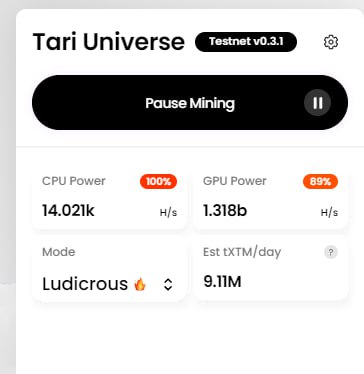 Tari Universe Testnet v0.3.1
Pause Mining
CPU Power 100%
14.021k H/s
GPU Power 89%
1.318b H/s
Mode
Ludicrous 🔥
Est tXTM/day ?
9.11M